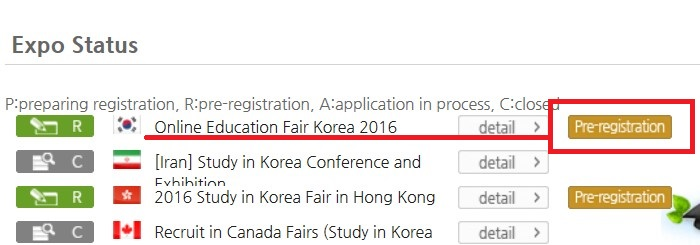 Expo Status
P:preparing registration, R:pre-registration, A:application in process, C:closed
R Online Education Fair Korea 2016 detail > Pre-registration
C [Iran] Study in Korea Conference and detail >
Exhibition
R 2016 Study in Korea Fair in Hong Kong detail > Pre-registration
C Recruit in Canada Fairs (Study in Korea detail >